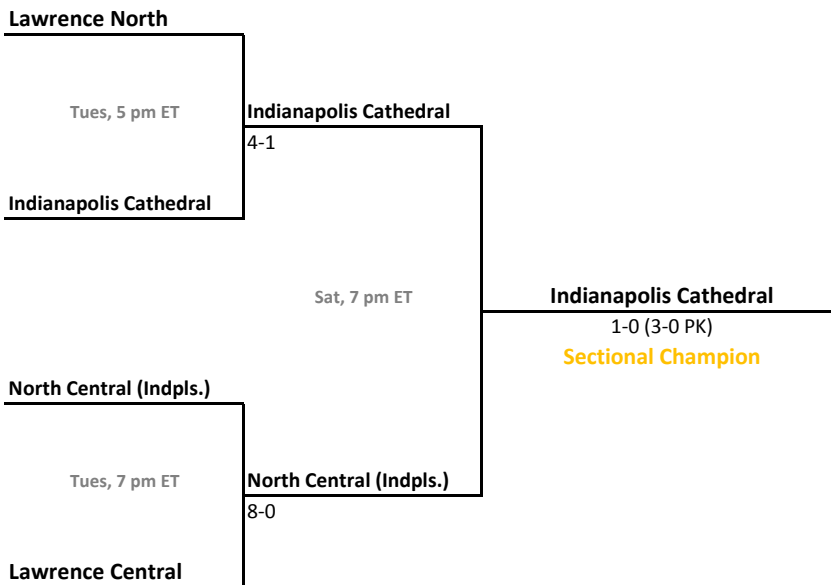 Lawrence North
Tues, 5 pm ET
Indianapolis Cathedral
4-1
Indianapolis Cathedral
Sat, 7 pm ET
Indianapolis Cathedral
1-0 (3-0 PK)
Sectional Champion
North Central (Indpls.)
Tues, 7 pm ET
North Central (Indpls.)
8-0
Lawrence Central